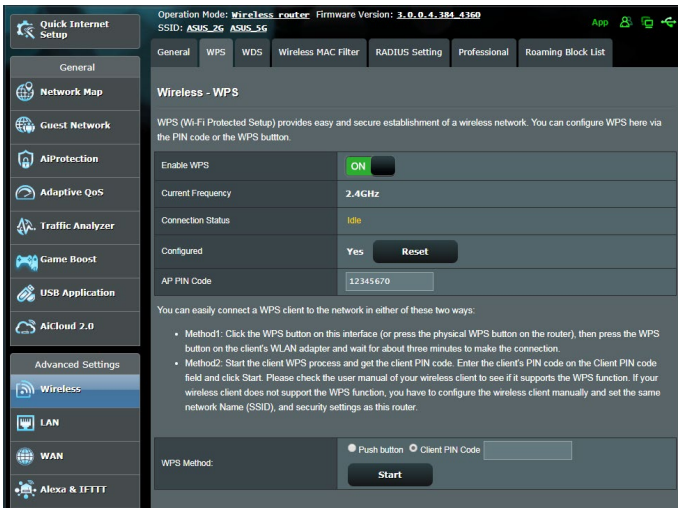 Quick Internet
Setup
Operation Mode: Wireless router Firmware Version: 3.0.0.4.384_4360
SSID: ASUS_2G ASUS_5G
App
General WPS WDS Wireless MAC Filter RADIUS Setting Professional Roaming Block List
General
Network Map
Guest Network
AiProtection
Adaptive QoS
Traffic Analyzer
Game Boost
USB Application
AiCloud 2.0
Advanced Settings
Wireless
LAN
WAN
Alexa & IFTTT
Wireless - WPS
WPS (Wi-Fi Protected Setup) provides easy and secure establishment of a wireless network. You can configure WPS here via
the PIN code or the WPS buttton.
Enable WPS ON
Current Frequency 2.4GHz
Connection Status Idle
Configured Yes Reset
AP PIN Code 12345670
You can easily connect a WPS client to the network in either of these two ways:
• Method1: Click the WPS button on this interface (or press the physical WPS button on the router), then press the WPS
button on the client's WLAN adapter and wait for about three minutes to make the connection.
• Method2: Start the client WPS process and get the client PIN code. Enter the client's PIN code on the Client PIN code
field and click Start. Please check the user manual of your wireless client to see if it supports the WPS function. If your
wireless client does not support the WPS function, you have to configure the wireless client manually and set the same
network Name (SSID), and security settings as this router.
WPS Method: Push button Client PIN Code
Start